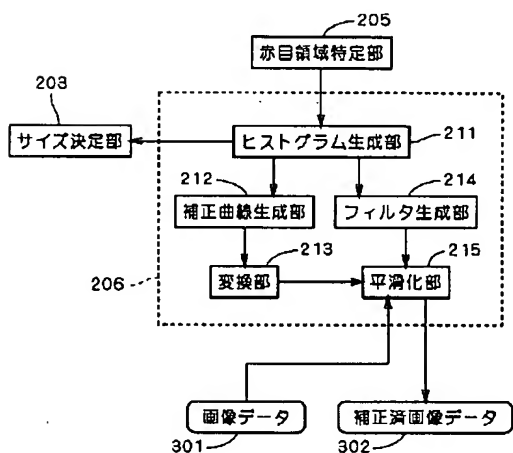 205
赤目領域特定部
203
サイズ決定部
ヒストグラム生成部
211
212
補正曲線生成部
214
フィルタ生成部
213
変換部
215
平滑化部
206
画像データ
301
補正済画像データ
302